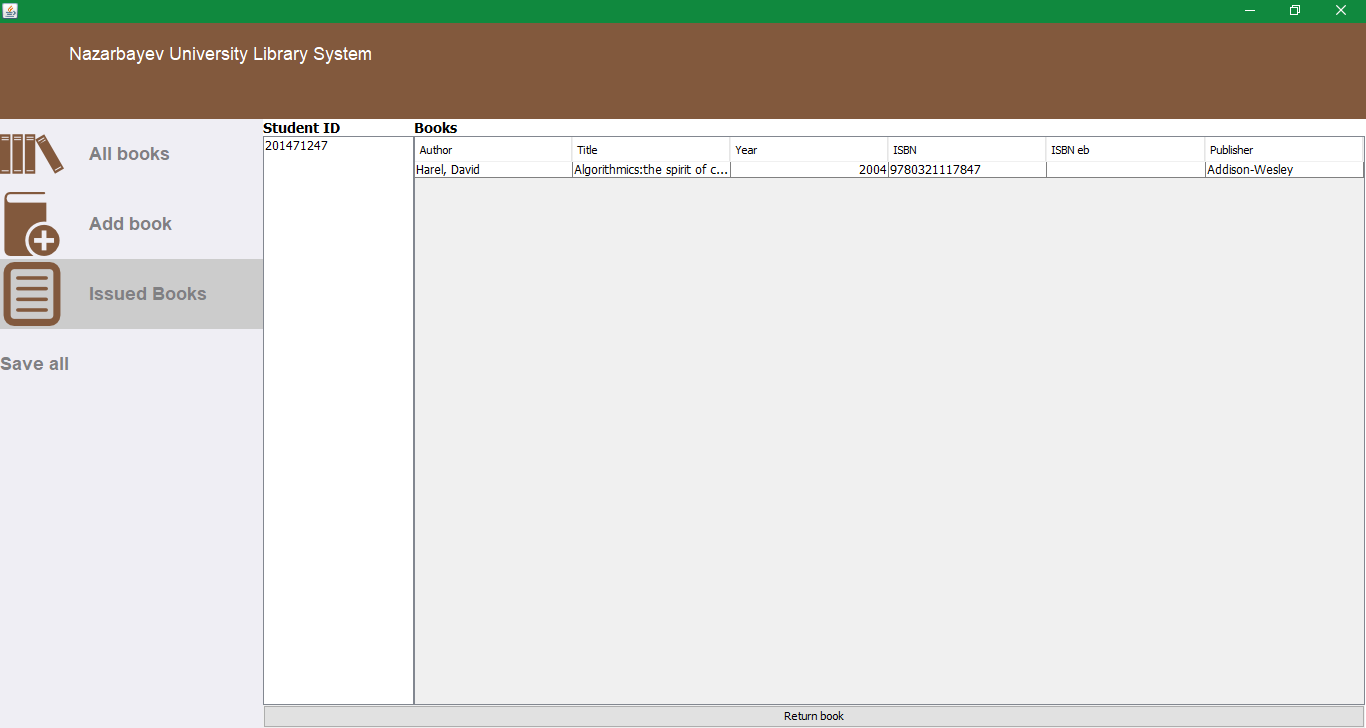 Nazarbayev University Library System
All books
Add book
Issued Books
Save all
Student ID
201471247
Books
Author Title Year ISBN ISBN eb Publisher
Harel, David Algorithmics:the spirit of c... 2004 9780321117847 Addison-Wesley
Return book